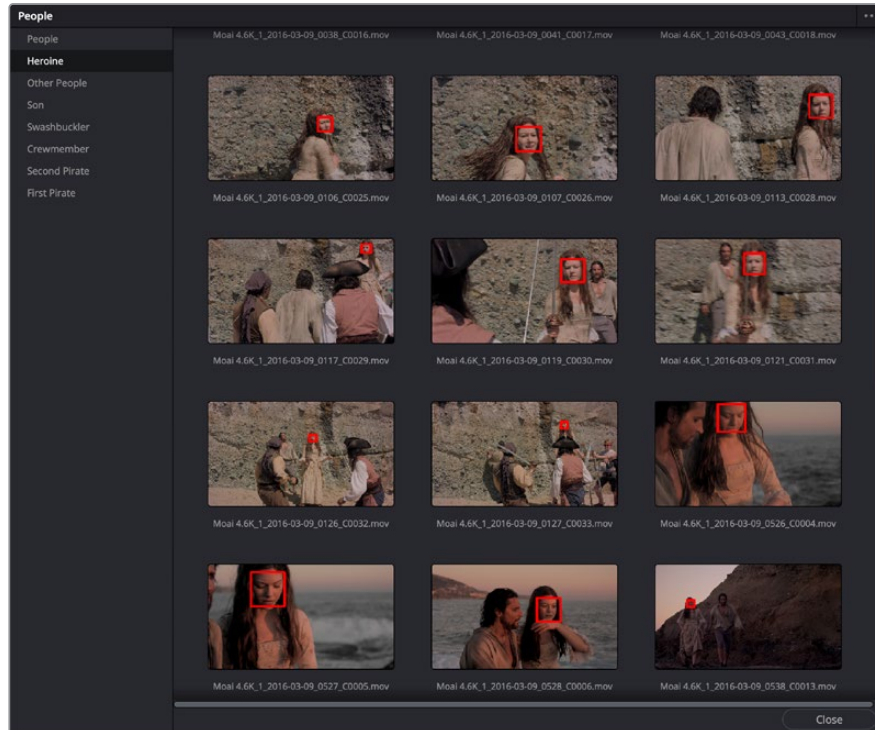 People
People
Heroine
Other People
Son
Swashbuckler
Crewmember
Second Pirate
First Pirate
Moai 4.6K_1_2016-03-09_0038_C0016.mov
Moai 4.6K_1_2016-03-09_0041_C0017.mov
Moai 4.6K_1_2016-03-09_0043_C0018.mov
Moai 4.6K_1_2016-03-09_0106_C0025.mov
Moai 4.6K_1_2016-03-09_0107_C0026.mov
Moai 4.6K_1_2016-03-09_0113_C0028.mov
Moai 4.6K_1_2016-03-09_0117_C0029.mov
Moai 4.6K_1_2016-03-09_0119_C0030.mov
Moai 4.6K_1_2016-03-09_0121_C0031.mov
Moai 4.6K_1_2016-03-09_0126_C0032.mov
Moai 4.6K_1_2016-03-09_0127_C0033.mov
Moai 4.6K_1_2016-03-09_0526_C0004.mov
Moai 4.6K_1_2016-03-09_0527_C0005.mov
Moai 4.6K_1_2016-03-09_0528_C0006.mov
Moai 4.6K_1_2016-03-09_0538_C0013.mov
Close